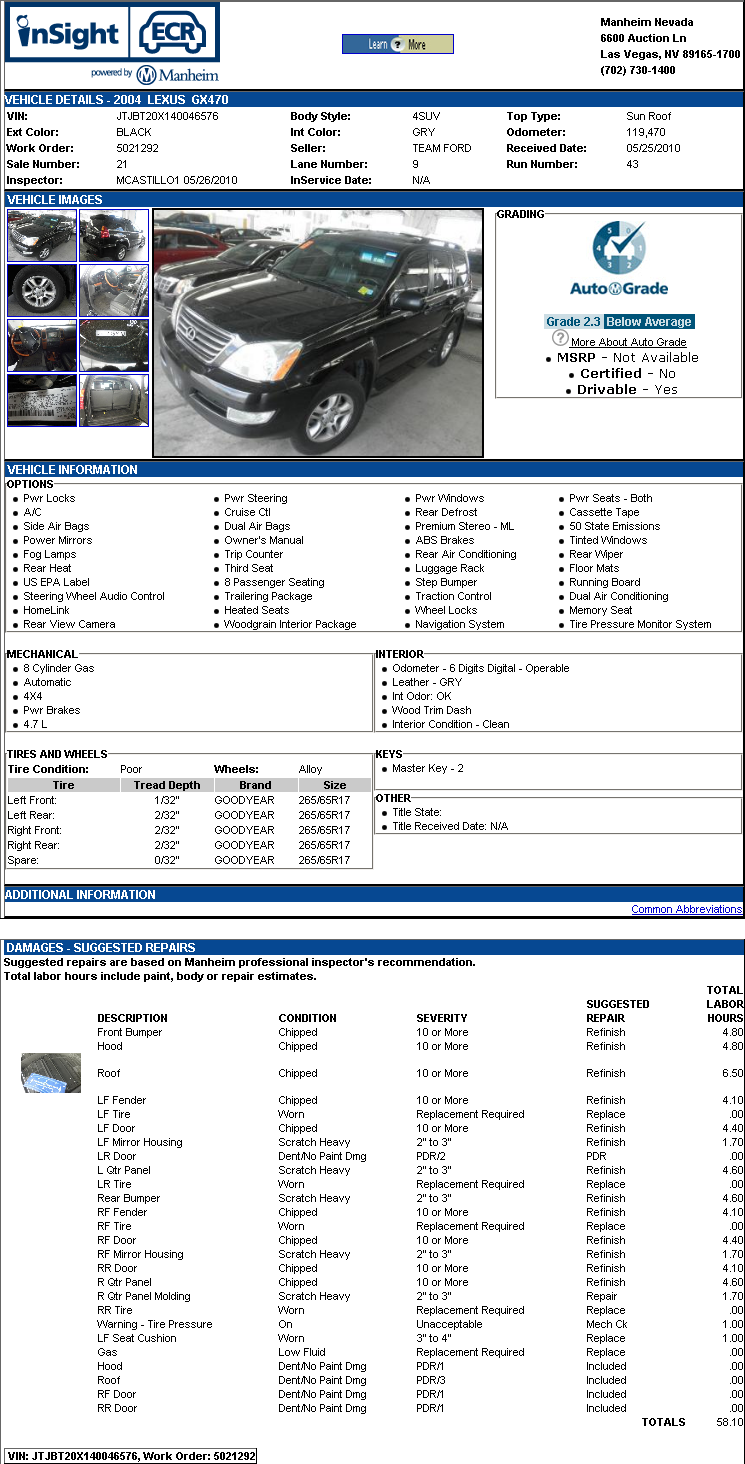 inSight ECR
powered by Manheim
Learn ? More
Manheim Nevada
6600 Auction Ln
Las Vegas, NV 89165-1700
(702) 730-1400
VEHICLE DETAILS - 2004 LEXUS GX470
VIN: JTJBT20X140046576 Body Style: 4SUV Top Type: Sun Roof
Ext Color: BLACK Int Color: GRY Odometer: 119,470
Work Order: 5021292 Seller: TEAM FORD Received Date: 05/25/2010
Sale Number: 21 Lane Number: 9 Run Number: 43
Inspector: MCASTILLO1 05/26/2010 InService Date: N/A
VEHICLE IMAGES
GRADING
5 0 4 1 3 2
Auto Grade
Grade 2.3 Below Average
? More About Auto Grade
• MSRP - Not Available
• Certified - No
• Drivable - Yes
VEHICLE INFORMATION
OPTIONS
• Pwr Locks • Pwr Steering • Pwr Windows • Pwr Seats - Both
• A/C • Cruise Ctl • Rear Defrost • Cassette Tape
• Side Air Bags • Dual Air Bags • Premium Stereo - ML • 50 State Emissions
• Power Mirrors • Owner's Manual • ABS Brakes • Tinted Windows
• Fog Lamps • Trip Counter • Rear Air Conditioning • Rear Wiper
• Rear Heat • Third Seat • Luggage Rack • Floor Mats
• US EPA Label • 8 Passenger Seating • Step Bumper • Running Board
• Steering Wheel Audio Control • Trailering Package • Traction Control • Dual Air Conditioning
• HomeLink • Heated Seats • Wheel Locks • Memory Seat
• Rear View Camera • Woodgrain Interior Package • Navigation System • Tire Pressure Monitor System
MECHANICAL
• 8 Cylinder Gas
• Automatic
• 4X4
• Pwr Brakes
• 4.7 L
INTERIOR
• Odometer - 6 Digits Digital - Operable
• Leather - GRY
• Int Odor: OK
• Wood Trim Dash
• Interior Condition - Clean
TIRES AND WHEELS
Tire Condition: Poor Wheels: Alloy
Tire Tread Depth Brand Size
Left Front: 1/32" GOODYEAR 265/65R17
Left Rear: 2/32" GOODYEAR 265/65R17
Right Front: 2/32" GOODYEAR 265/65R17
Right Rear: 2/32" GOODYEAR 265/65R17
Spare: 0/32" GOODYEAR 265/65R17
KEYS
• Master Key - 2
OTHER
• Title State:
• Title Received Date: N/A
ADDITIONAL INFORMATION
Common Abbreviations
DAMAGES - SUGGESTED REPAIRS
Suggested repairs are based on Manheim professional inspector's recommendation.
Total labor hours include paint, body or repair estimates.
DESCRIPTION CONDITION SEVERITY SUGGESTED REPAIR TOTAL LABOR HOURS
Front Bumper Chipped 10 or More Refinish 4.80
Hood Chipped 10 or More Refinish 4.80
Roof Chipped 10 or More Refinish 6.50
LF Fender Chipped 10 or More Refinish 4.10
LF Tire Worn Replacement Required Replace .00
LF Door Chipped 10 or More Refinish 4.40
LF Mirror Housing Scratch Heavy 2" to 3" Refinish 1.70
LR Door Dent/No Paint Dmg PDR/2 PDR .00
L Qtr Panel Scratch Heavy 2" to 3" Refinish 4.60
LR Tire Worn Replacement Required Replace .00
Rear Bumper Scratch Heavy 2" to 3" Refinish 4.60
RF Fender Chipped 10 or More Refinish 4.10
RF Tire Worn Replacement Required Replace .00
RF Door Chipped 10 or More Refinish 4.40
RF Mirror Housing Scratch Heavy 2" to 3" Refinish 1.70
RR Door Chipped 10 or More Refinish 4.10
R Qtr Panel Chipped 10 or More Refinish 4.60
R Qtr Panel Molding Scratch Heavy 2" to 3" Repair 1.70
RR Tire Worn Replacement Required Replace .00
Warning - Tire Pressure On Unacceptable Mech Ck 1.00
LF Seat Cushion Worn 3" to 4" Replace 1.00
Gas Low Fluid Replacement Required Replace .00
Hood Dent/No Paint Dmg PDR/1 Included .00
Roof Dent/No Paint Dmg PDR/3 Included .00
RF Door Dent/No Paint Dmg PDR/1 Included .00
RR Door Dent/No Paint Dmg PDR/1 Included .00
TOTALS 58.10
VIN: JTJBT20X140046576, Work Order: 5021292